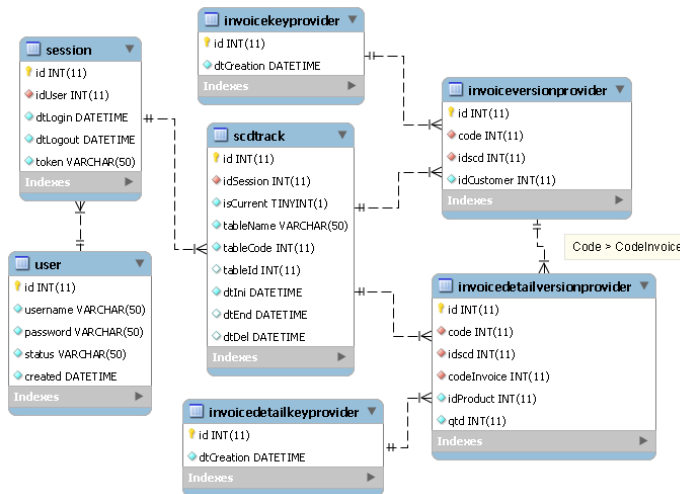 session
id INT(11)
idUser INT(11)
dtLogin DATETIME
dtLogout DATETIME
token VARCHAR(50)
Indexes
user
id INT(11)
username VARCHAR(50)
password VARCHAR(50)
status VARCHAR(50)
created DATETIME
Indexes
invoicekeyprovider
id INT(11)
dtCreation DATETIME
Indexes
scdtrack
id INT(11)
idSession INT(11)
isCurrent TINYINT(1)
tableName VARCHAR(50)
tableCode INT(11)
tableId INT(11)
dtIni DATETIME
dtEnd DATETIME
dtDel DATETIME
Indexes
invoicedetailkeyprovider
id INT(11)
dtCreation DATETIME
Indexes
invoiceversionprovider
id INT(11)
code INT(11)
idscd INT(11)
idCustomer INT(11)
Indexes
Code > CodeInvoice
invoicedetailversionprovider
id INT(11)
code INT(11)
idscd INT(11)
codeInvoice INT(11)
idProduct INT(11)
qtd INT(11)
Indexes